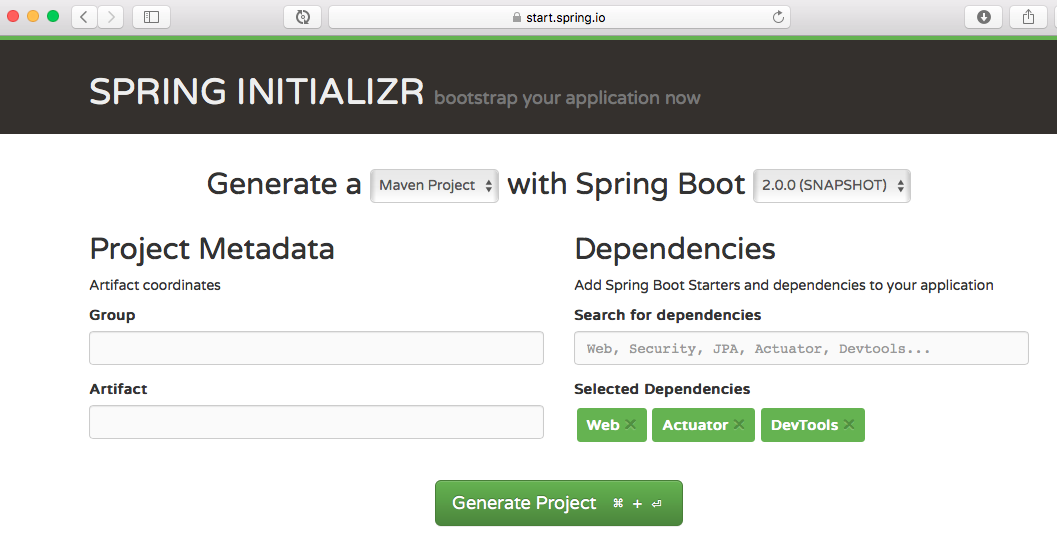 start.spring.io
SPRING INITIALIZR bootstrap your application now
Generate a Maven Project with Spring Boot 2.0.0 (SNAPSHOT)
Project Metadata
Artifact coordinates
Group
Artifact
Dependencies
Add Spring Boot Starters and dependencies to your application
Search for dependencies
Web, Security, JPA, Actuator, Devtools...
Selected Dependencies
Web × Actuator × DevTools ×
Generate Project ⌘ + ⏎